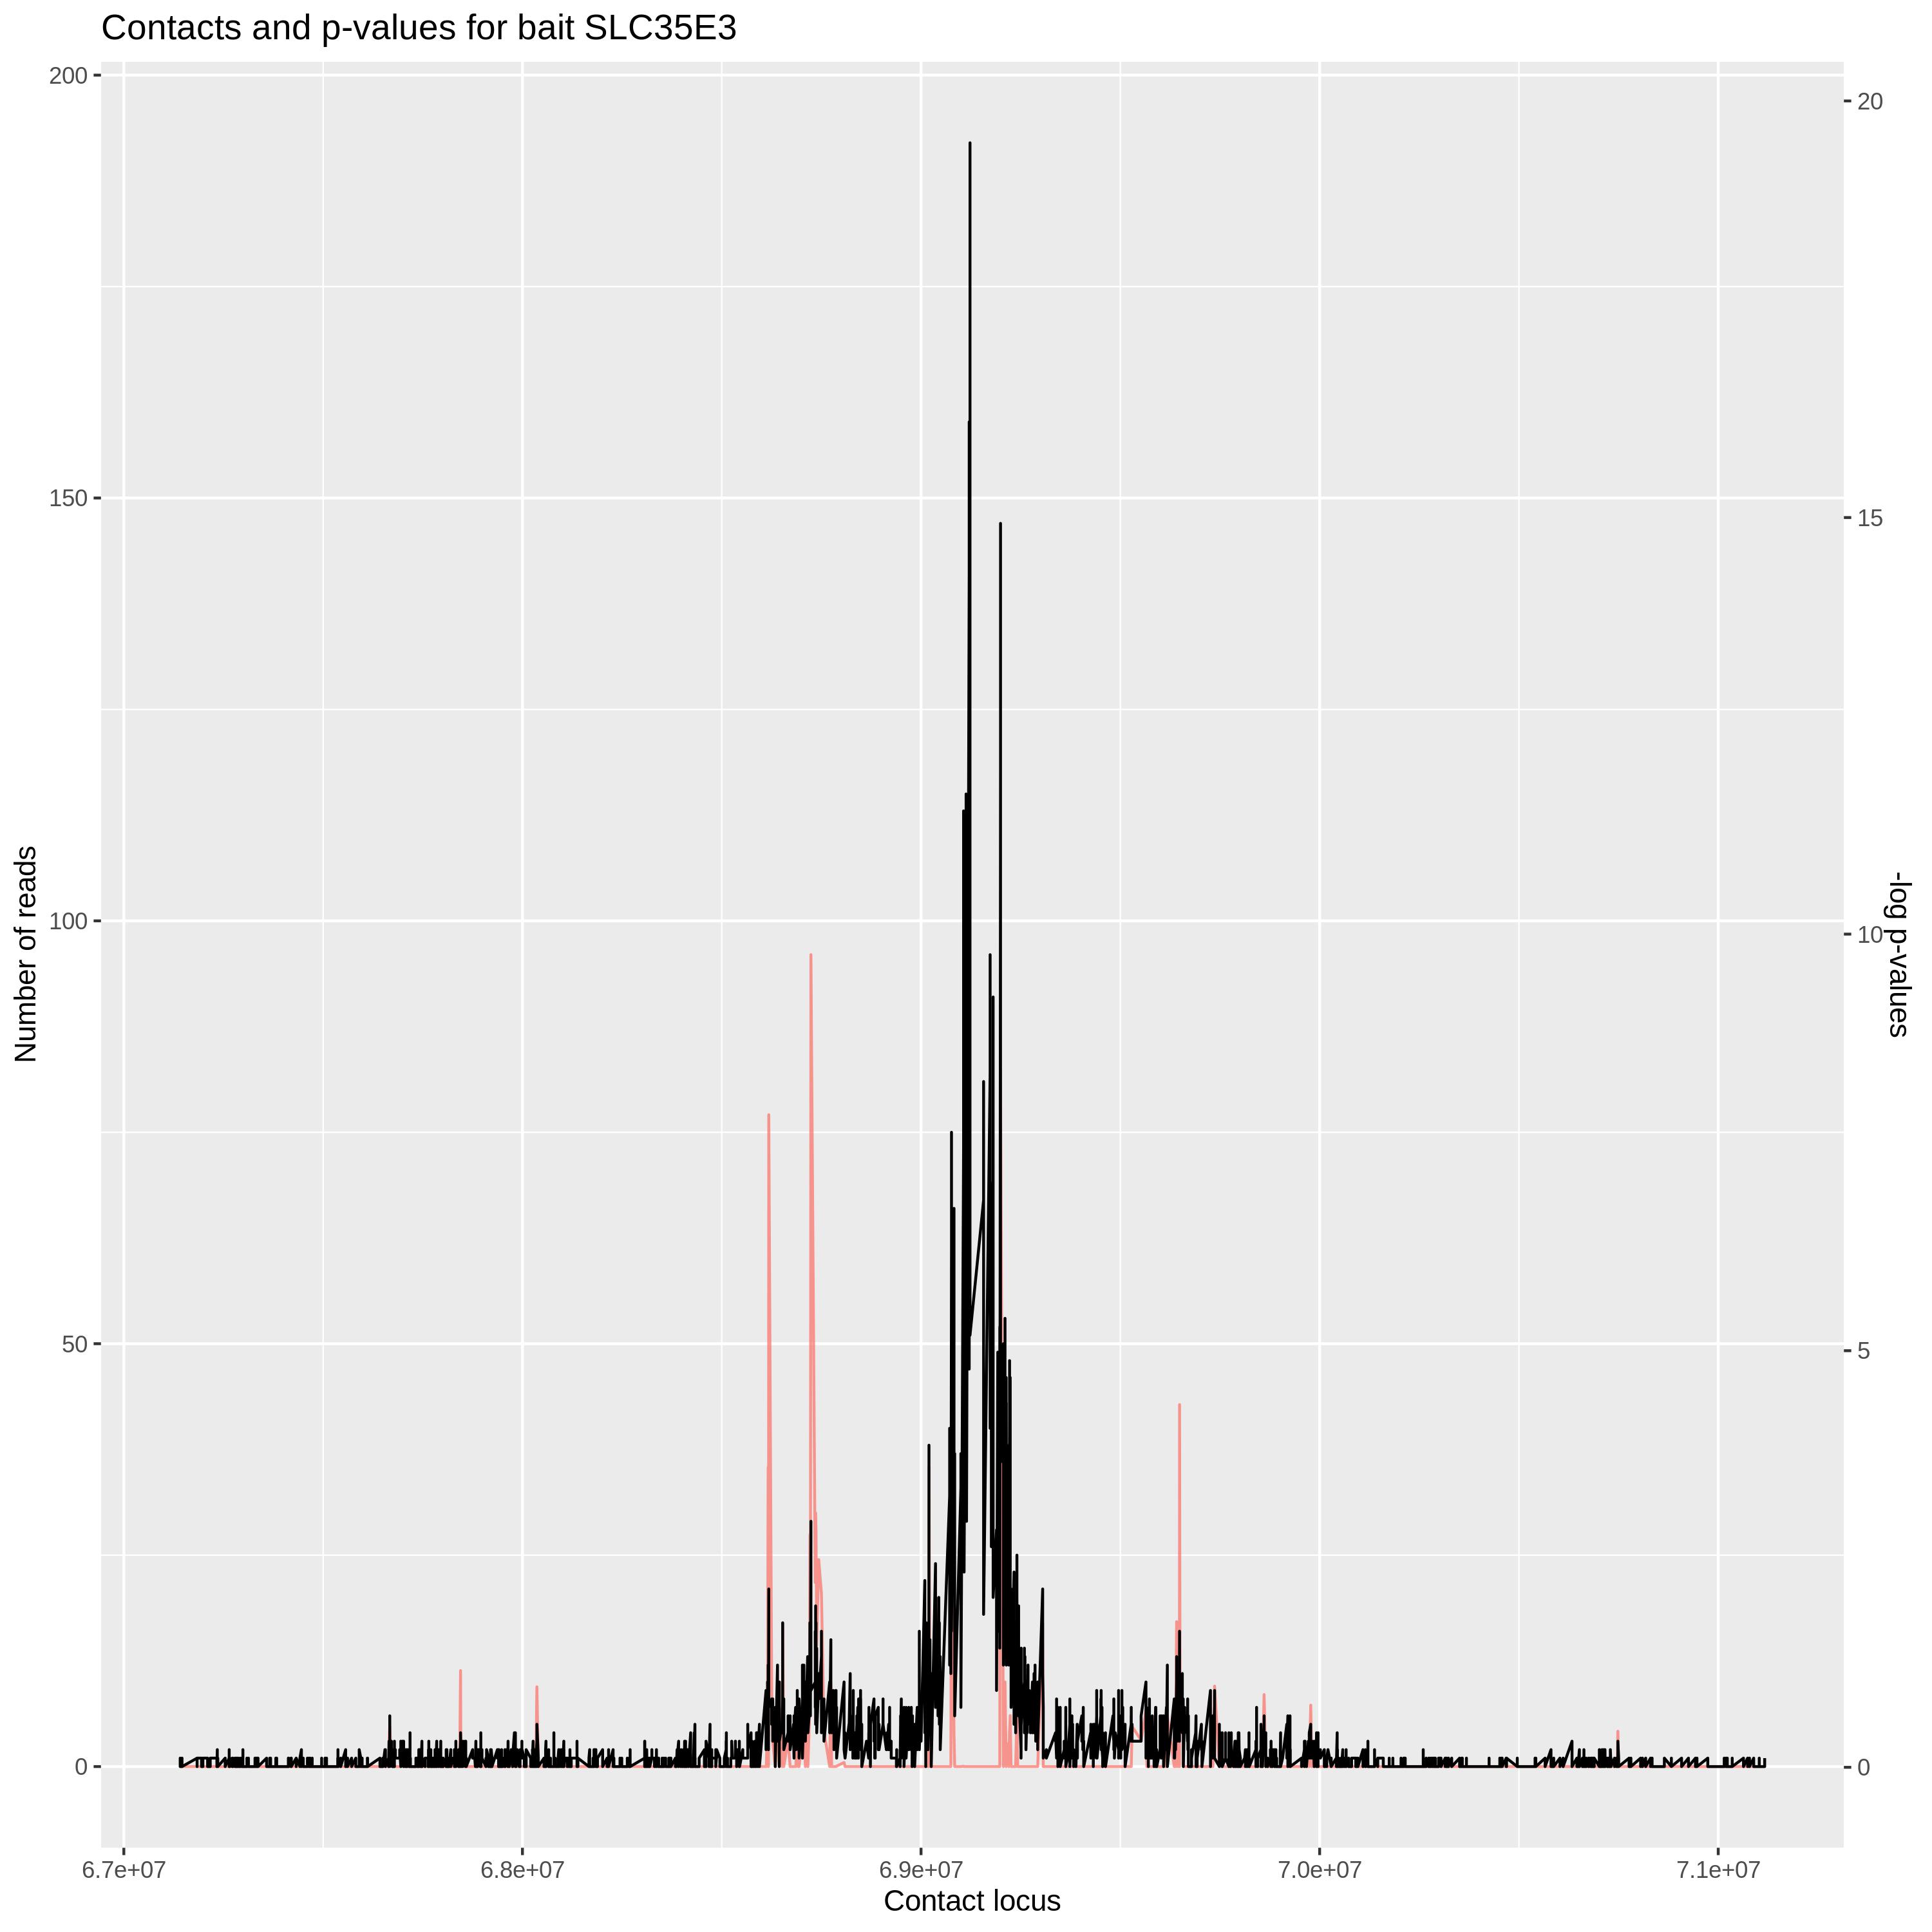 Contacts and p-values for bait SLC35E3
200
150
100
50
0
Number of reads
20
15
10
5
0
-log p-values
6.7e+07 6.8e+07 6.9e+07 7.0e+07 7.1e+07
Contact locus